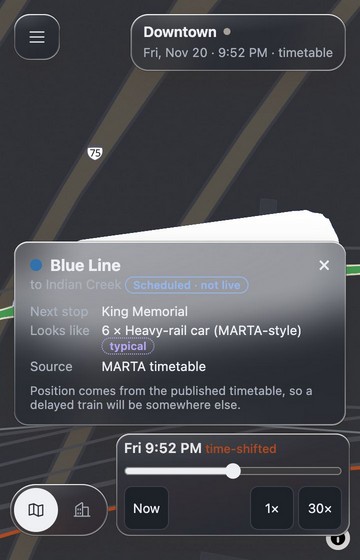 Downtown
Fri, Nov 20 · 9:52 PM · timetable
75
Blue Line
to Indian Creek Scheduled · not live
Next stop King Memorial
Looks like 6 × Heavy-rail car (MARTA-style)
typical
Source MARTA timetable
Position comes from the published timetable, so a
delayed train will be somewhere else.
Fri 9:52 PM time-shifted
Now 1× 30×